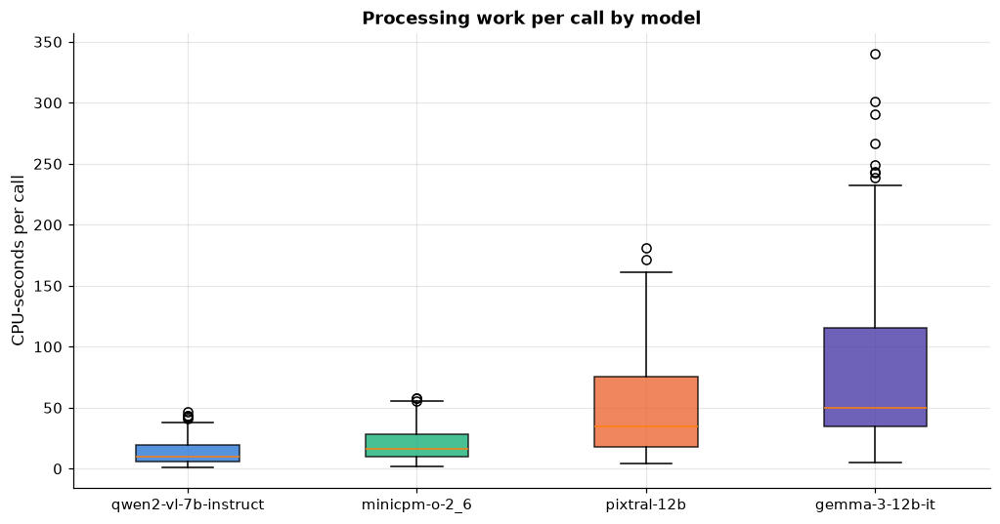 Processing work per call by model
CPU-seconds per call
350
300
250
200
150
100
50
0
qwen2-vl-7b-instruct
minicpm-o-2_6
pixtral-12b
gemma-3-12b-it